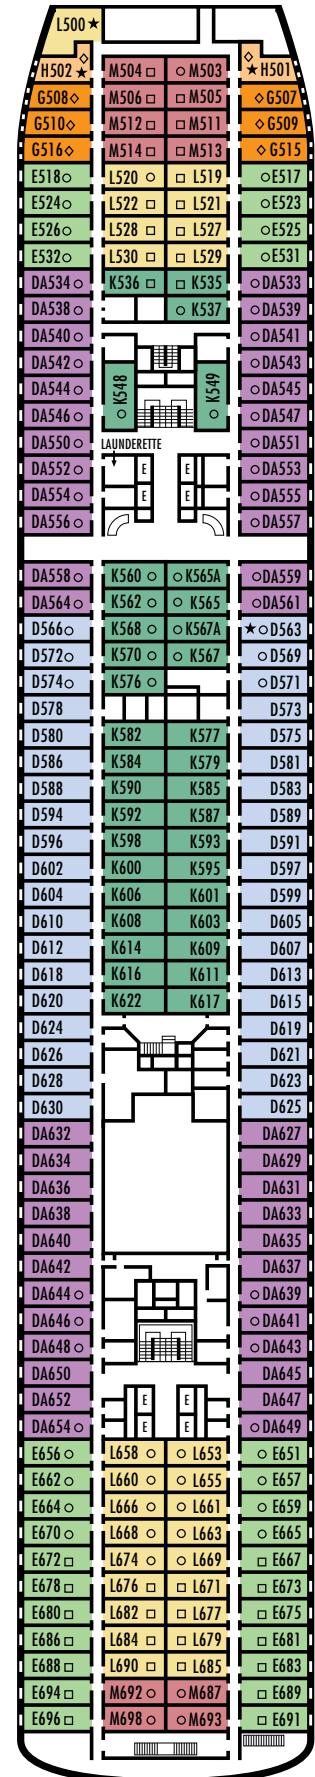 L500 ★
H502 ★ ◇ ◇ ★ H501
M504 □ ○ M503
G508 ◇ M506 □ □ M505 ◇ G507
G510 ◇ M512 □ □ M511 ◇ G509
G516 ◇ M514 □ □ M513 ◇ G515
E518 ○ L520 ○ □ L519 ○ E517
E524 ○ L522 □ □ L521 ○ E523
E526 ○ L528 □ □ L527 ○ E525
E532 ○ L530 □ □ L529 ○ E531
DA534 ○ K536 □ □ K535 ○ DA533
DA538 ○ ○ K537 ○ DA539
DA540 ○ ○ DA541
DA542 ○ ○ DA543
DA544 ○ ○ K548 ○ K549 ○ DA545
DA546 ○ ○ DA547
DA550 ○ LAUNDERETTE ○ DA551
DA552 ○ E E ○ DA553
DA554 ○ E E ○ DA555
DA556 ○ ○ DA557
DA558 ○ K560 ○ ○ K565A ○ DA559
DA564 ○ K562 ○ ○ K565 ○ DA561
D566 ○ K568 ○ ○ K567A ★ ○ D563
D572 ○ K570 ○ ○ K567 ○ D569
D574 ○ K576 ○ ○ D571
D578 D573
D580 K582 K577 D575
D586 K584 K579 D581
D588 K590 K585 D583
D594 K592 K587 D589
D596 K598 K593 D591
D602 K600 K595 D597
D604 K606 K601 D599
D610 K608 K603 D605
D612 K614 K609 D607
D618 K616 K611 D613
D620 K622 K617 D615
D624 D619
D626 D621
D628 D623
D630 D625
DA632 DA627
DA634 DA629
DA636 DA631
DA638 DA633
DA640 DA635
DA642 DA637
DA644 ○ ○ DA639
DA646 ○ ○ DA641
DA648 ○ ○ DA643
DA650 DA645
DA652 E E DA647
DA654 ○ E E ○ DA649
E656 ○ L658 ○ ○ L653 ○ E651
E662 ○ L660 ○ ○ L655 ○ E657
E664 ○ L666 ○ ○ L661 ○ E659
E670 ○ L668 ○ ○ L663 ○ E665
E672 □ L674 ○ ○ L669 □ E667
E678 □ L676 □ □ L671 □ E673
E680 □ L682 □ □ L677 □ E675
E686 □ L684 □ □ L679 □ E681
E688 □ L690 □ □ L685 □ E683
E694 □ M692 ○ ○ M687 □ E689
E696 □ M698 ○ ○ M693 □ E691